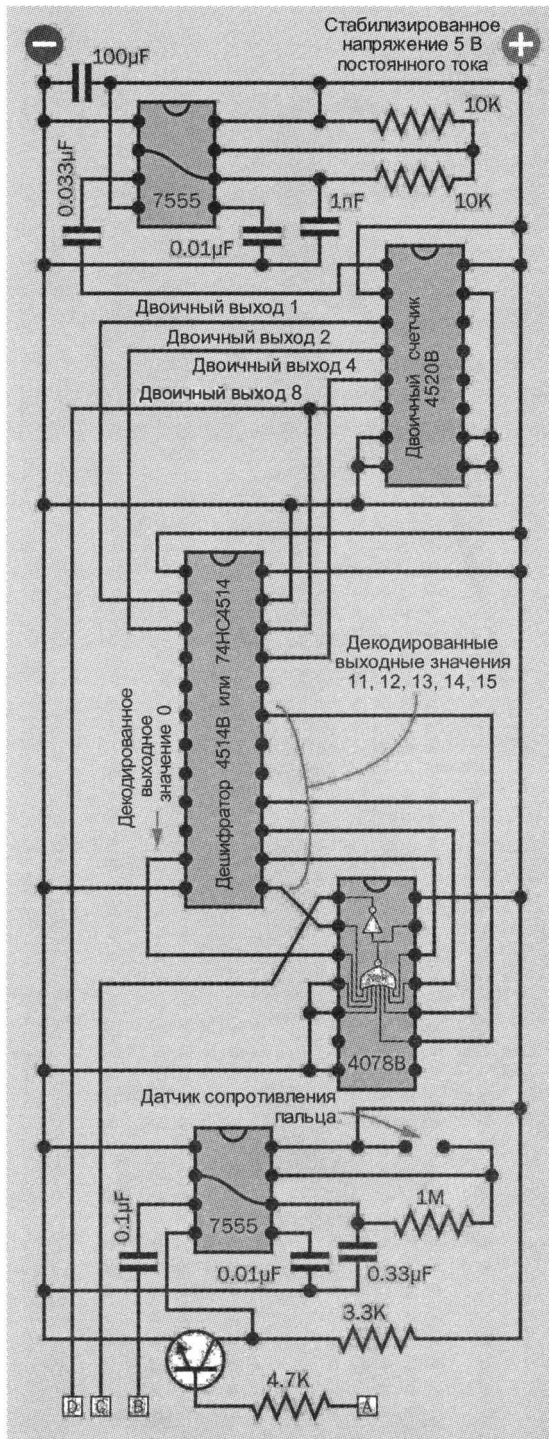 Стабилизированное
напряжение 5 В
постоянного тока
100µF
10K
0.033µF
7555
1nF
10K
0.01µF
Двоичный выход 1
Двоичный выход 2
Двоичный выход 4
Двоичный выход 8
Двоичный счетчик
4520B
Дешифратор 4514B или 74HC4514
Декодированные
выходные значения
11, 12, 13, 14, 15
Декодированное
выходное
значение 0
4078B
Датчик сопротивления
пальца
0.1µF
7555
1M
0.01µF
0.33µF
3.3K
4.7K
D
C
B
A